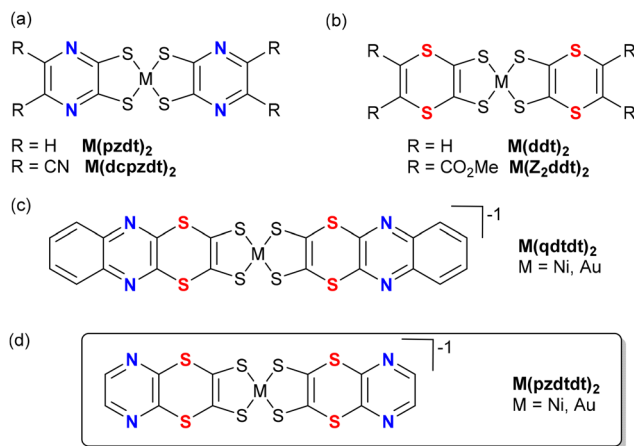 (a)
R N S S N R
M
R N S S N R
R = H M(pzdt)₂
R = CN M(dcpzdt)₂
(b)
R S S S S R
M
R S S S S R
R = H M(ddt)₂
R = CO₂Me M(Z₂ddt)₂
(c)
N S S S S N
M
N S S S S N
-1
M(qdtdt)₂
M = Ni, Au
(d)
N S S S S N
M
N S S S S N
-1
M(pzdtdt)₂
M = Ni, Au